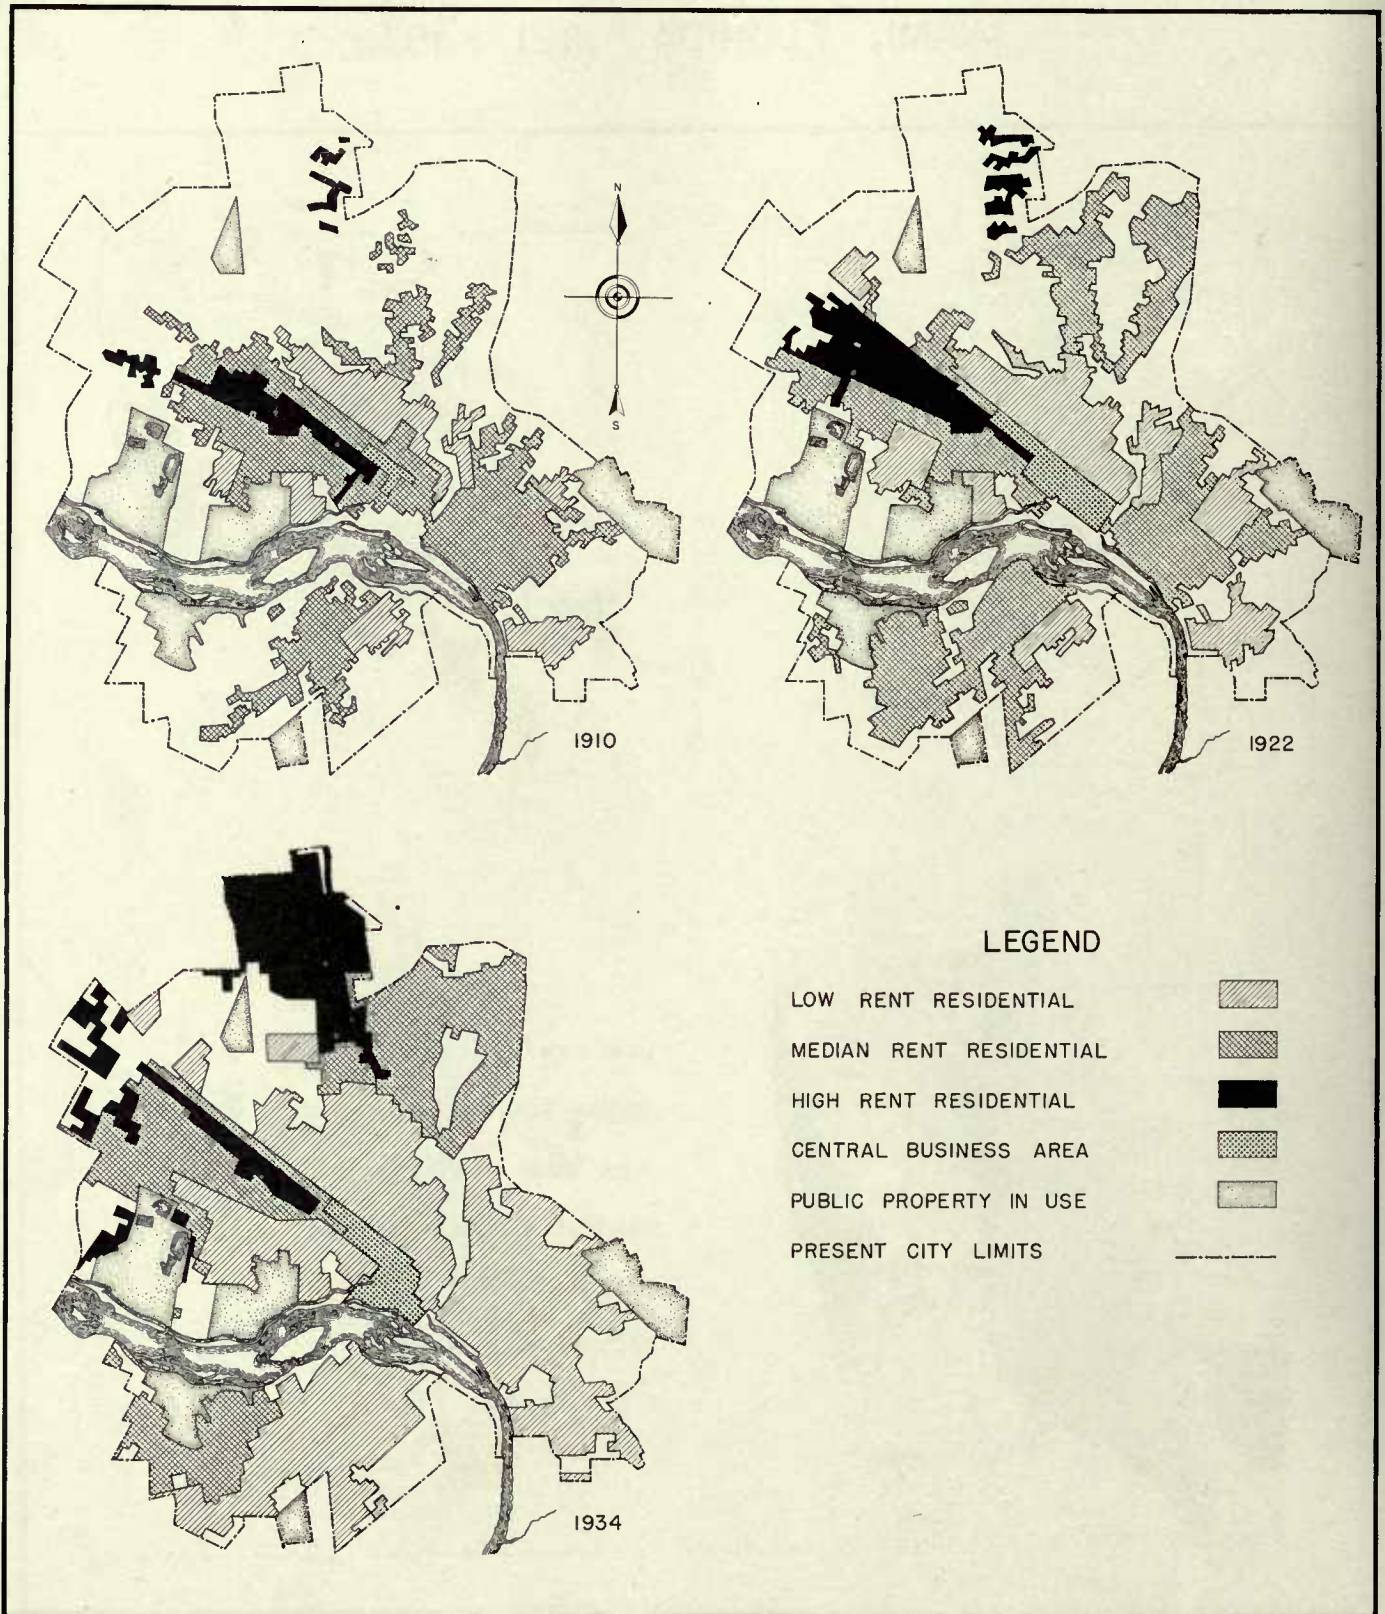 N
S
1910
1922
1934
LEGEND
LOW RENT RESIDENTIAL
MEDIAN RENT RESIDENTIAL
HIGH RENT RESIDENTIAL
CENTRAL BUSINESS AREA
PUBLIC PROPERTY IN USE
PRESENT CITY LIMITS